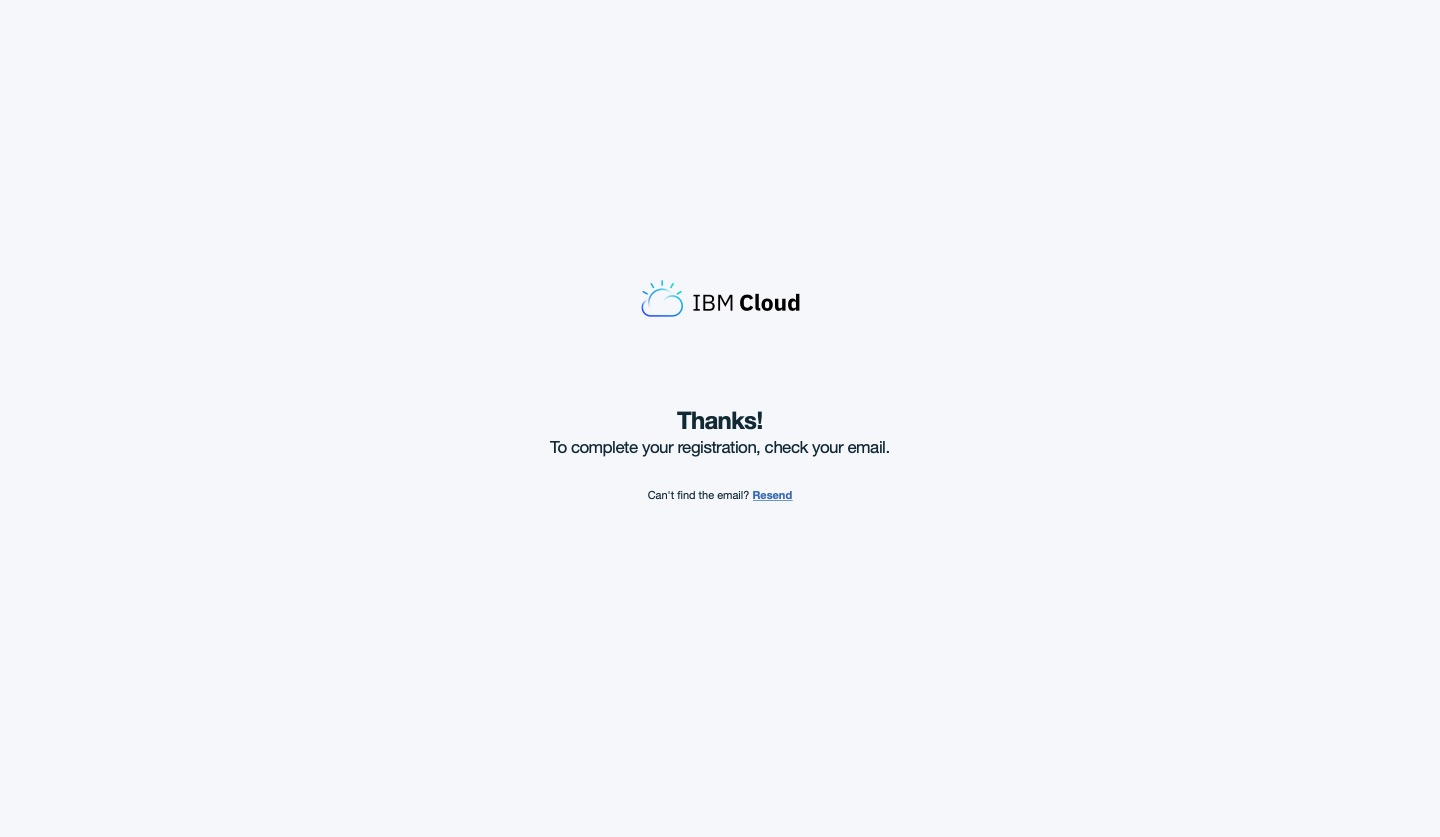 IBM Cloud
Thanks!
To complete your registration, check your email.
Can't find the email? Resend